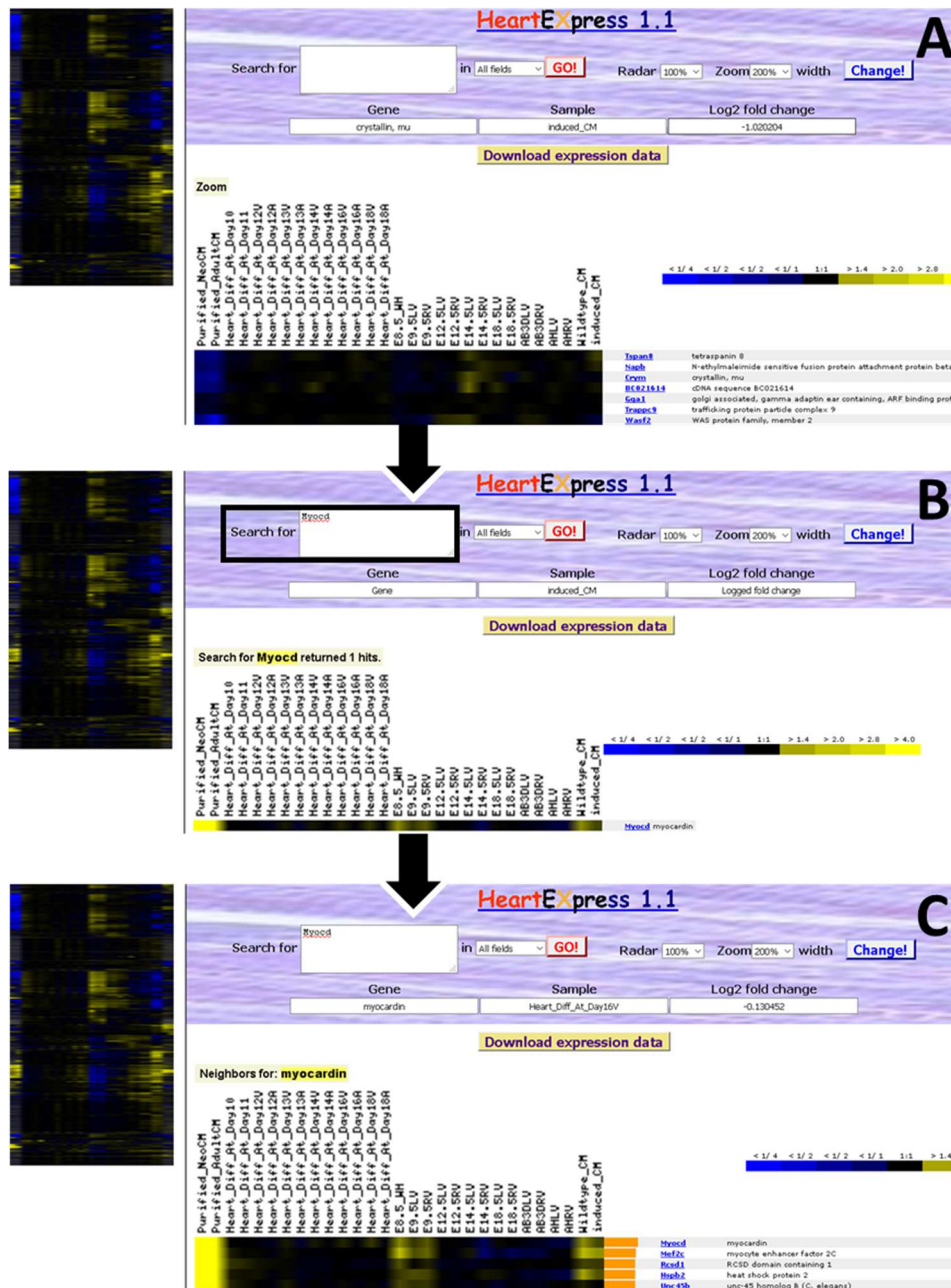 HeartEXpress 1.1
A
Search for in All fields GO! Radar 100% Zoom 200% width Change!
Gene Sample Log2 fold change
crystallin, mu induced_CM -1.020204
Download expression data
Zoom
Purified_NeoCM
Purified_AdultCM
Heart_Diff_At_Day10
Heart_Diff_At_Day11
Heart_Diff_At_Day12V
Heart_Diff_At_Day12A
Heart_Diff_At_Day13V
Heart_Diff_At_Day13A
Heart_Diff_At_Day14V
Heart_Diff_At_Day14A
Heart_Diff_At_Day16V
Heart_Diff_At_Day16A
Heart_Diff_At_Day18V
Heart_Diff_At_Day18A
E8.5_WH
E9.5LV
E9.5RV
E12.5LV
E12.5RV
E14.5LV
E14.5RV
E18.5LV
E18.5RV
AB3DLV
AB3DRV
AHLV
AHRV
Wildtype_CM
induced_CM
< 1/ 4 < 1/ 2 < 1/ 2 < 1/ 1 1:1 > 1.4 > 2.0 > 2.8
Tspan8 tetraspanin 8
Napb N-ethylmaleimide sensitive fusion protein attachment protein beta
Crym crystallin, mu
BC021614 cDNA sequence BC021614
Gga1 golgi associated, gamma adaptin ear containing, ARF binding prot
Trappc9 trafficking protein particle complex 9
Wasf2 WAS protein family, member 2
HeartEXpress 1.1
B
Search for Myocd in All fields GO! Radar 100% Zoom 200% width Change!
Gene Sample Log2 fold change
Gene induced_CM Logged fold change
Download expression data
Search for Myocd returned 1 hits.
Purified_NeoCM
Purified_AdultCM
Heart_Diff_At_Day10
Heart_Diff_At_Day11
Heart_Diff_At_Day12V
Heart_Diff_At_Day12A
Heart_Diff_At_Day13V
Heart_Diff_At_Day13A
Heart_Diff_At_Day14V
Heart_Diff_At_Day14A
Heart_Diff_At_Day16V
Heart_Diff_At_Day16A
Heart_Diff_At_Day18V
Heart_Diff_At_Day18A
E8.5_WH
E9.5LV
E9.5RV
E12.5LV
E12.5RV
E14.5LV
E14.5RV
E18.5LV
E18.5RV
AB3DLV
AB3DRV
AHLV
AHRV
Wildtype_CM
induced_CM
< 1/ 4 < 1/ 2 < 1/ 2 < 1/ 1 1:1 > 1.4 > 2.0 > 2.8 > 4.0
Myocd myocardin
HeartEXpress 1.1
C
Search for Myocd in All fields GO! Radar 100% Zoom 200% width Change!
Gene Sample Log2 fold change
myocardin Heart_Diff_At_Day16V -0.130452
Download expression data
Neighbors for: myocardin
Purified_NeoCM
Purified_AdultCM
Heart_Diff_At_Day10
Heart_Diff_At_Day11
Heart_Diff_At_Day12V
Heart_Diff_At_Day12A
Heart_Diff_At_Day13V
Heart_Diff_At_Day13A
Heart_Diff_At_Day14V
Heart_Diff_At_Day14A
Heart_Diff_At_Day16V
Heart_Diff_At_Day16A
Heart_Diff_At_Day18V
Heart_Diff_At_Day18A
E8.5_WH
E9.5LV
E9.5RV
E12.5LV
E12.5RV
E14.5LV
E14.5RV
E18.5LV
E18.5RV
AB3DLV
AB3DRV
AHLV
AHRV
Wildtype_CM
induced_CM
< 1/ 4 < 1/ 2 < 1/ 2 < 1/ 1 1:1 > 1.4
Myocd myocardin
Mef2c myocyte enhancer factor 2C
Rcsd1 RCSD domain containing 1
Hspb2 heat shock protein 2
Unc45b unc-45 homolog B (C. elegans)